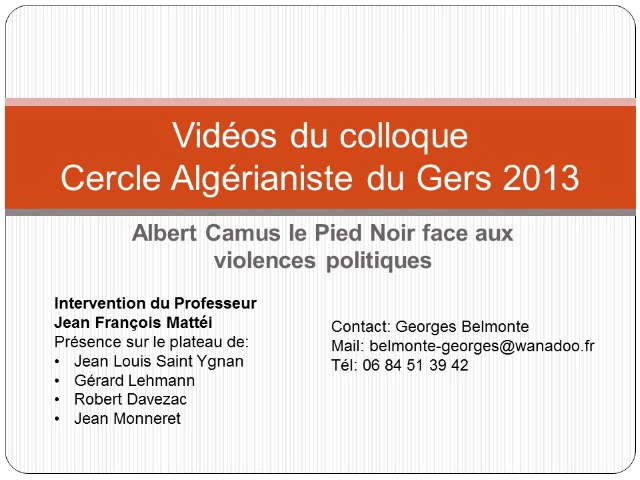 Vidéos du colloque
Cercle Algérianiste du Gers 2013
Albert Camus le Pied Noir face aux
violences politiques
Intervention du Professeur
Jean François Mattéi
Présence sur le plateau de:
• Jean Louis Saint Ygnan
• Gérard Lehmann
• Robert Davezac
• Jean Monneret
Contact: Georges Belmonte
Mail: belmonte-georges@wanadoo.fr
Tél: 06 84 51 39 42